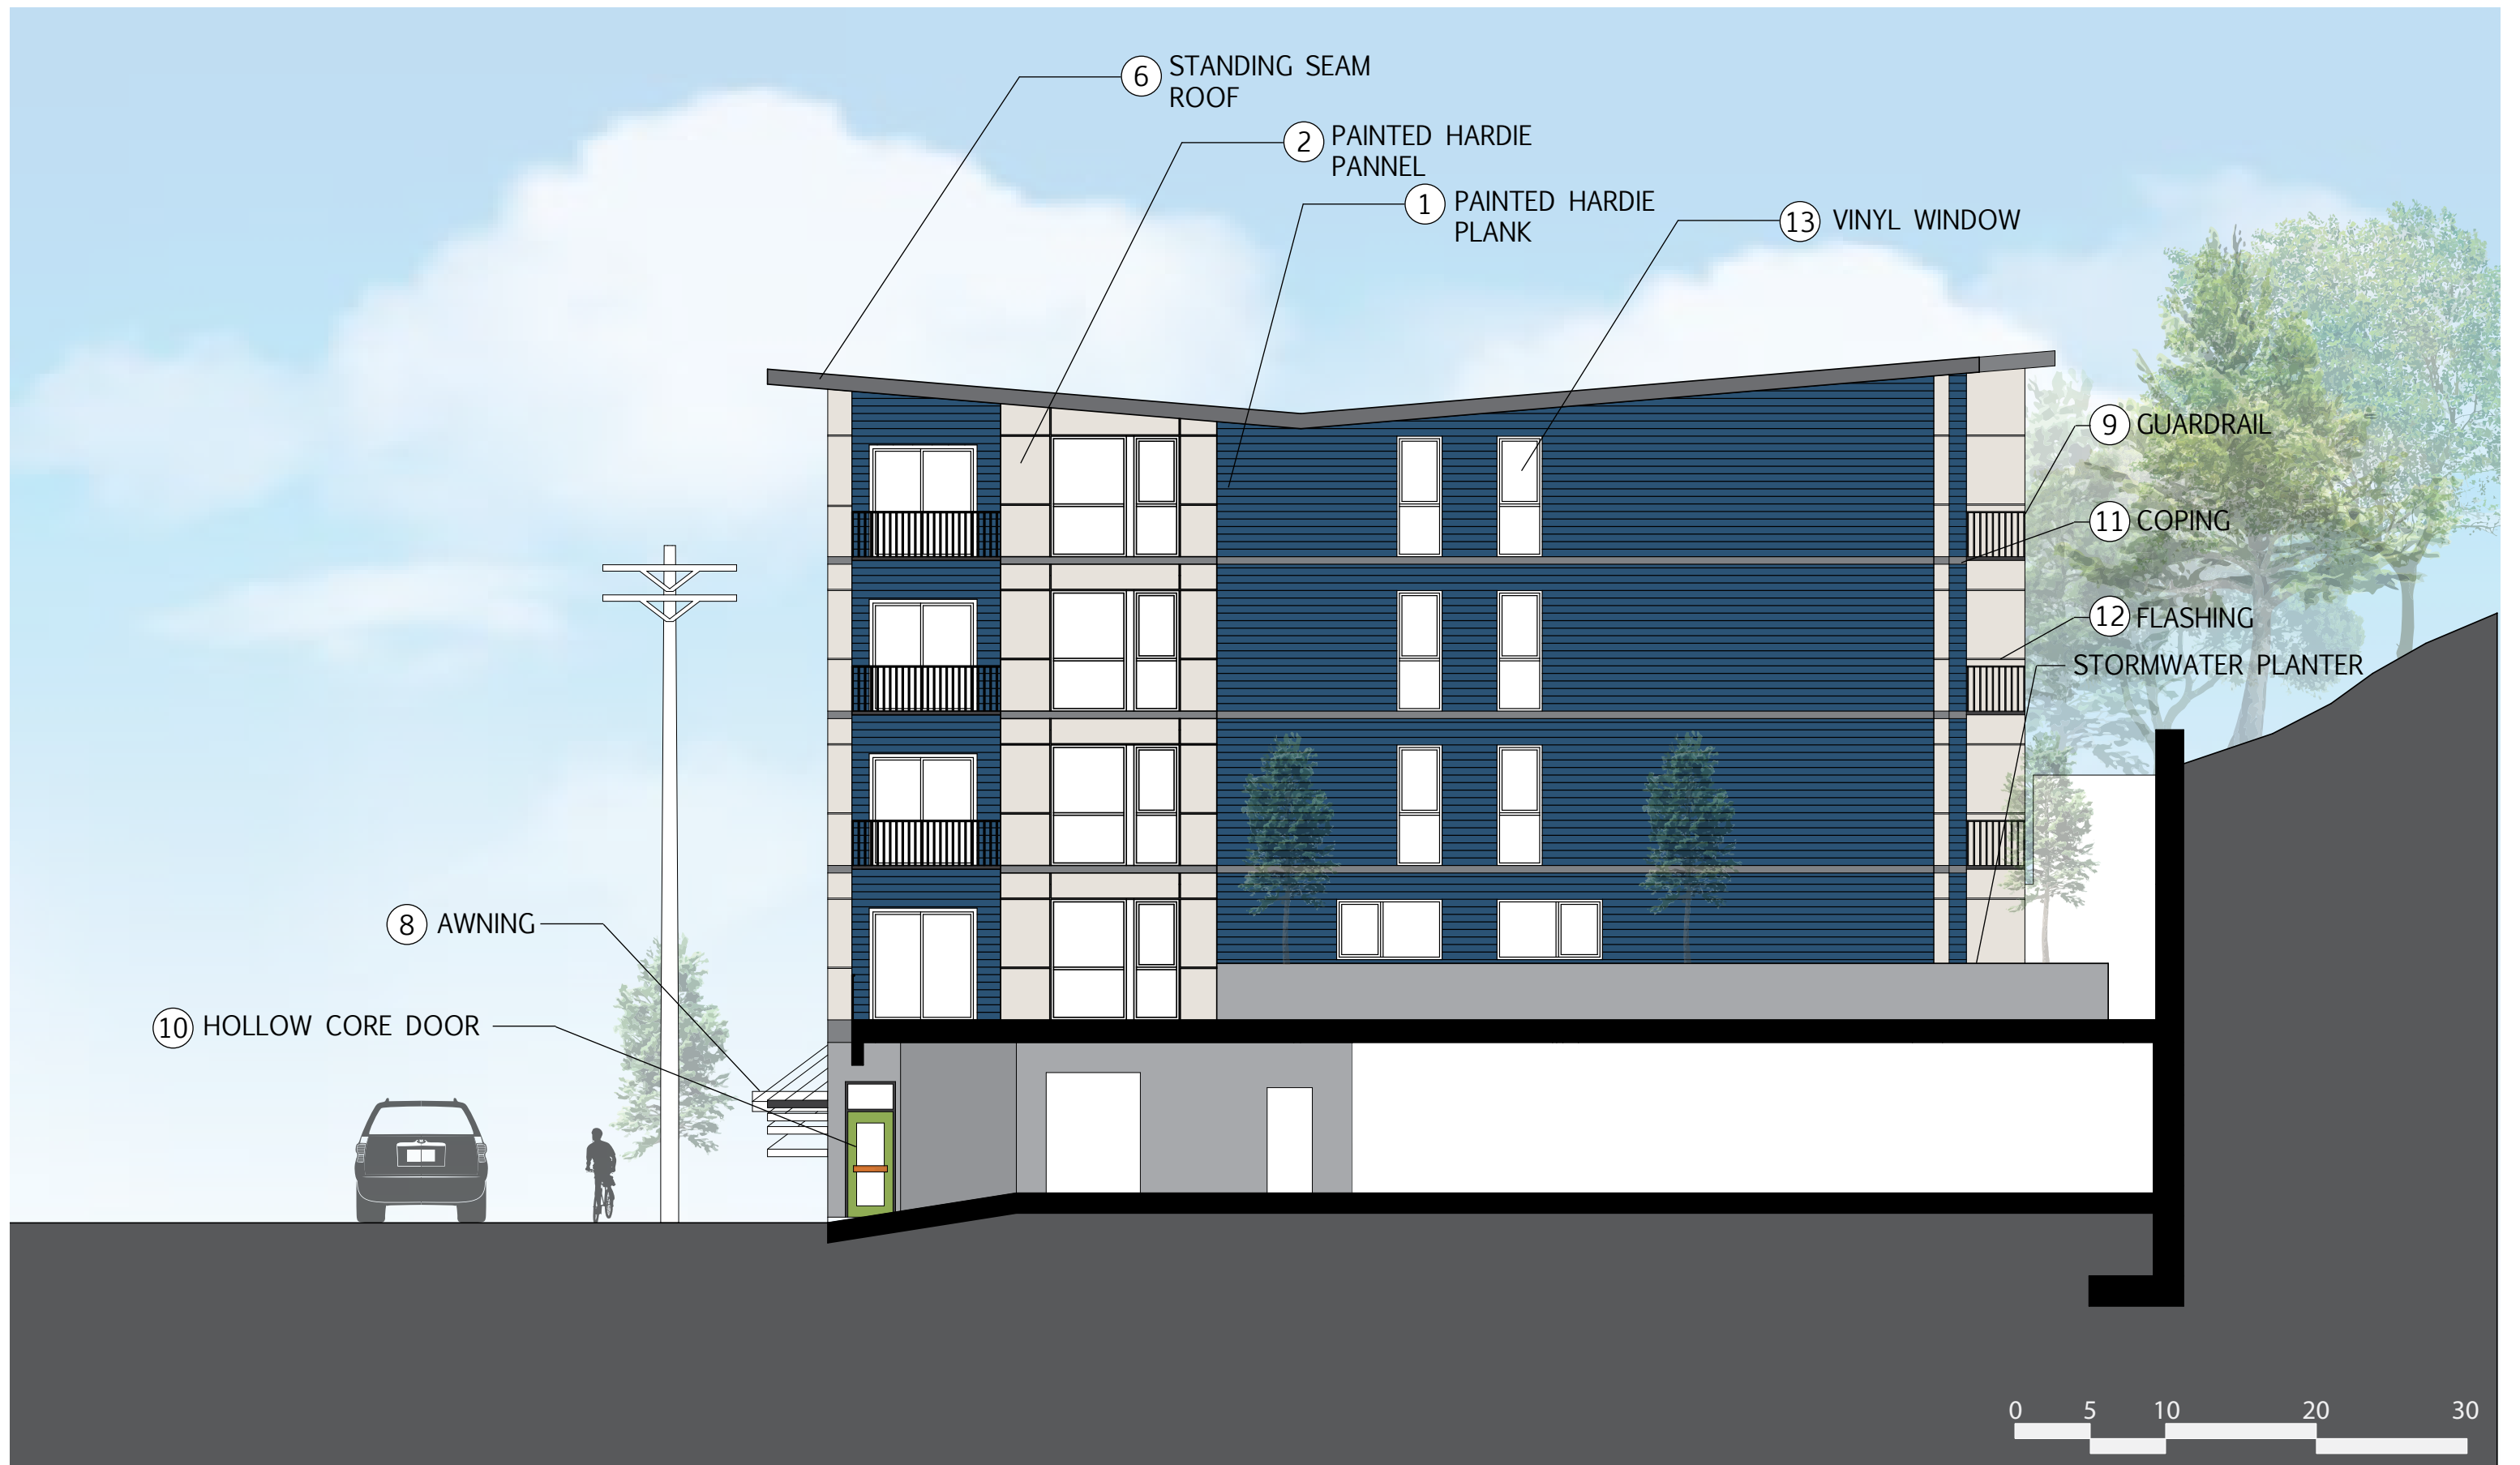 6 STANDING SEAM
ROOF
2 PAINTED HARDIE
PANNEL
1 PAINTED HARDIE
PLANK
13 VINYL WINDOW
9 GUARDRAIL
11 COPING
12 FLASHING
STORMWATER PLANTER
8 AWNING
10 HOLLOW CORE DOOR
0 5 10 20 30